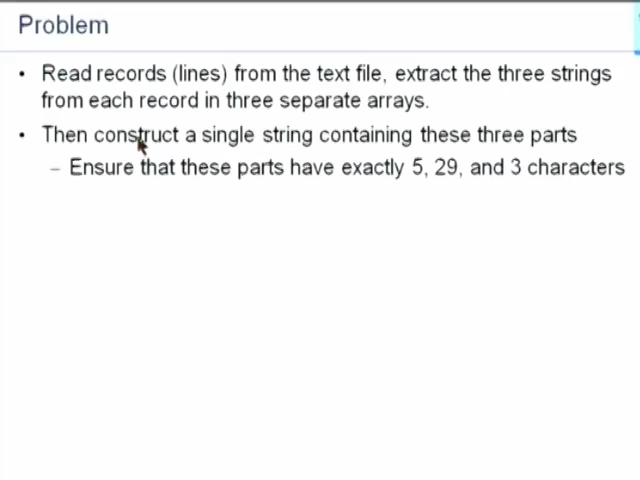 Problem
• Read records (lines) from the text file, extract the three strings
from each record in three separate arrays.
• Then construct a single string containing these three parts
– Ensure that these parts have exactly 5, 29, and 3 characters